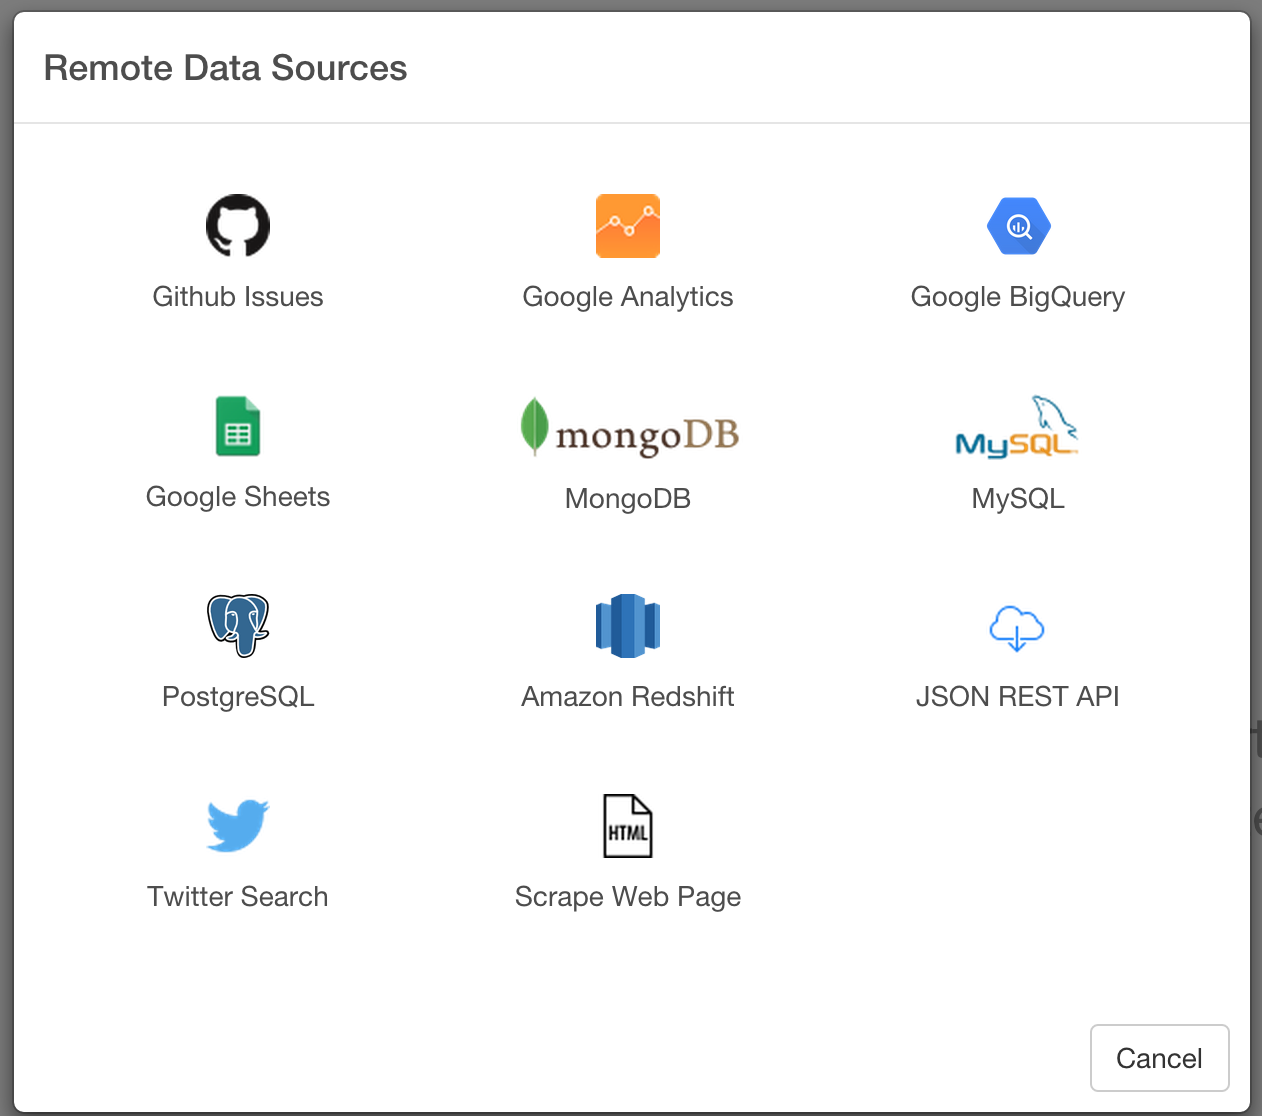 Remote Data Sources
Github Issues
Google Analytics
Google BigQuery
Google Sheets
mongoDB
MongoDB
MySQL
MySQL
PostgreSQL
Amazon Redshift
JSON REST API
Twitter Search
HTML
Scrape Web Page
Cancel